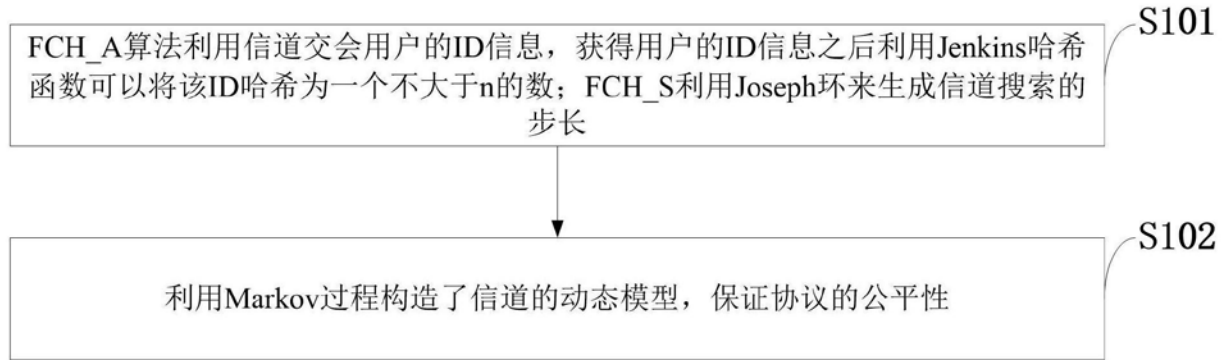 S101
FCH_A算法利用信道交会用户的ID信息，获得用户的ID信息之后利用Jenkins哈希
函数可以将该ID哈希为一个不大于n的数；FCH_S利用Joseph环来生成信道搜索的
步长
S102
利用Markov过程构造了信道的动态模型，保证协议的公平性